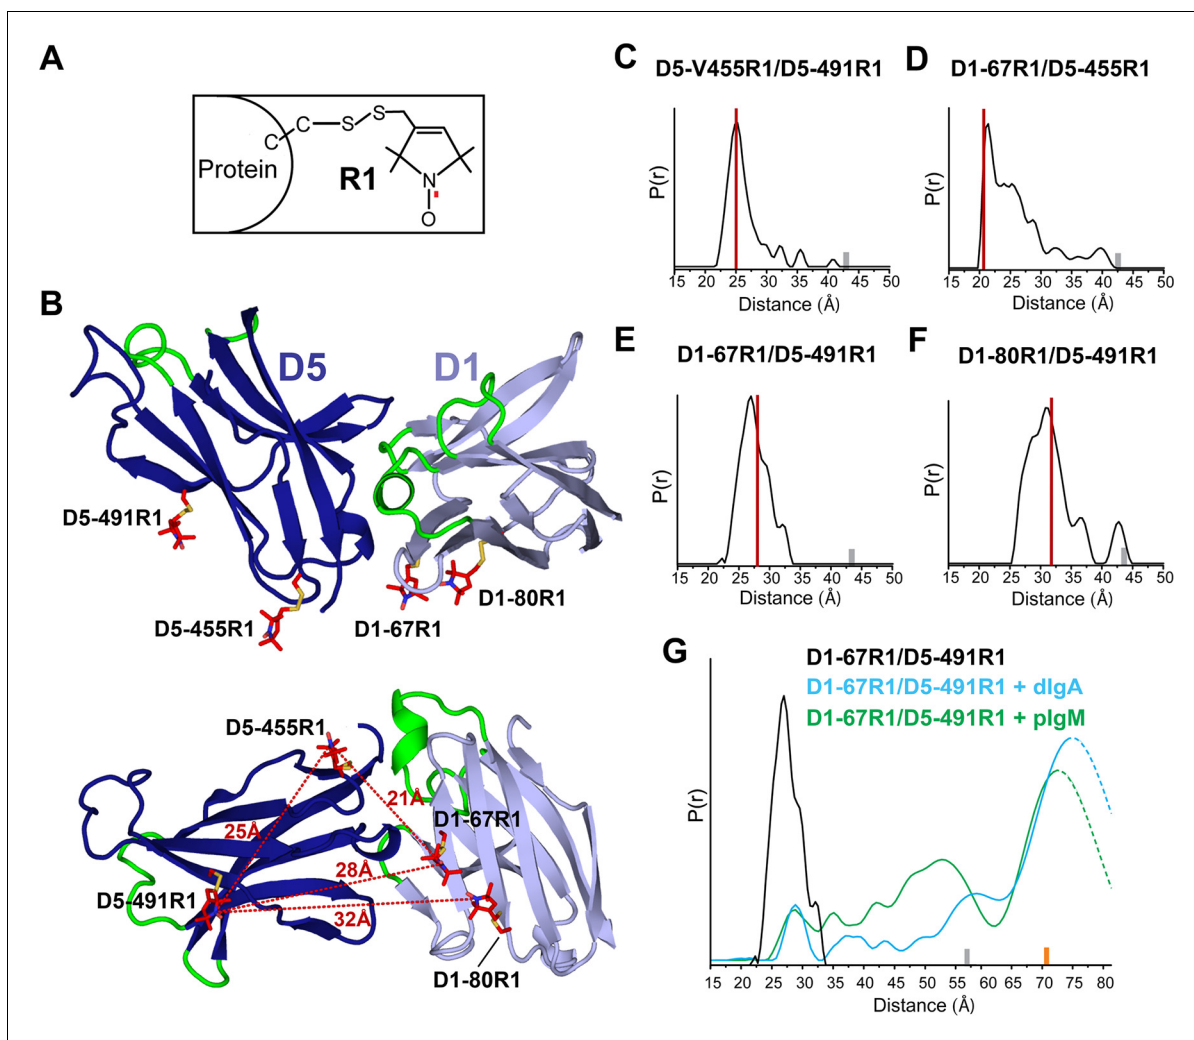 A
Protein
C
C
S
S
R1
N
O
B
D5
D1
D5-491R1
D5-455R1
D1-67R1
D1-80R1
D5-455R1
21Å
D1-67R1
25Å
28Å
D5-491R1
32Å
D1-80R1
C
D5-V455R1/D5-491R1
P(r)
15 20 25 30 35 40 45 50
Distance (Å)
D
D1-67R1/D5-455R1
P(r)
15 20 25 30 35 40 45 50
Distance (Å)
E
D1-67R1/D5-491R1
P(r)
15 20 25 30 35 40 45 50
Distance (Å)
F
D1-80R1/D5-491R1
P(r)
15 20 25 30 35 40 45 50
Distance (Å)
G
D1-67R1/D5-491R1
D1-67R1/D5-491R1 + dIgA
D1-67R1/D5-491R1 + pIgM
P(r)
15 20 25 30 35 40 45 50 55 60 65 70 75 80
Distance (Å)